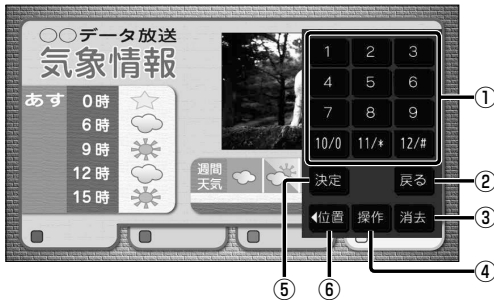 ○○データ放送
気象情報
あす 0時
6時
9時
12時
15時
週間
天気
1 2 3
4 5 6
7 8 9
10/0 11/* 12/#
決定 戻る
◀位置 操作 消去
①
②
③
④
⑤
⑥